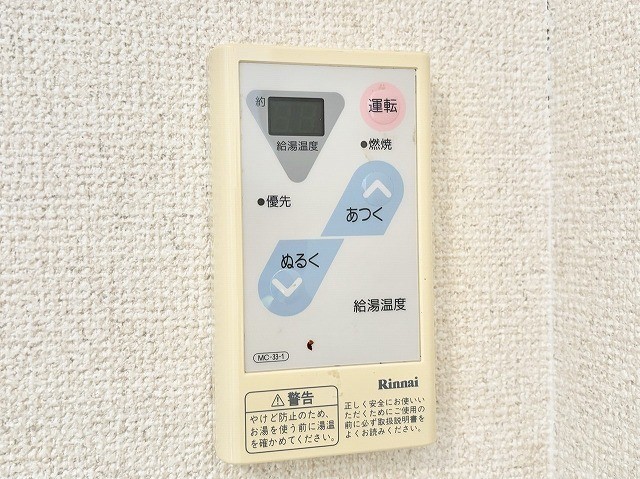 約
運転
給湯温度
●燃焼
●優先
あつく
ぬるく
給湯温度
MC-33-1
Rinnai
⚠警告
やけど防止のため、
お湯を使う前に湯温
を確かめてください。
正しく安全にお使いい
ただくためにご使用の
前に必ず取扱説明書を
よくお読みください。